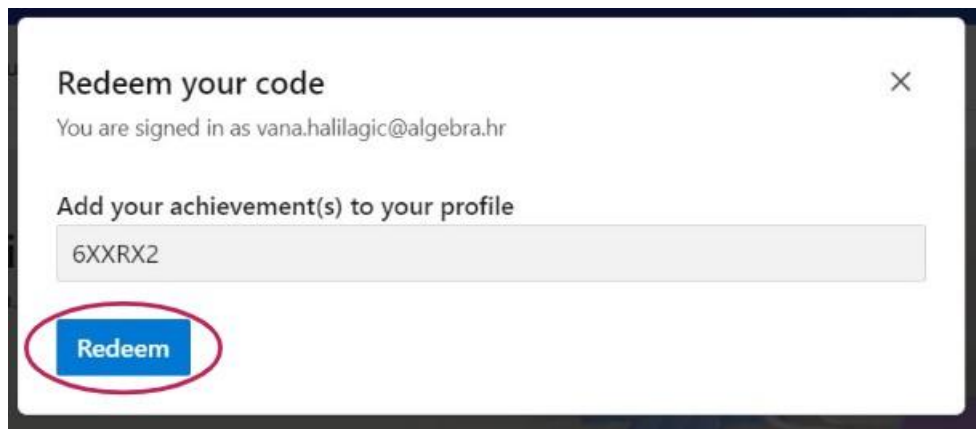 Redeem your code
You are signed in as vana.halilagic@algebra.hr
Add your achievement(s) to your profile
6XXRX2
Redeem